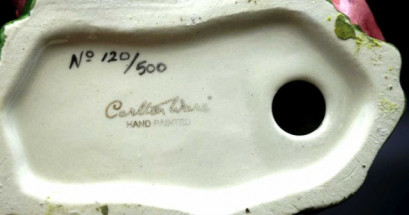 Nº 120/500
Carlton Ware
HAND PAINTED